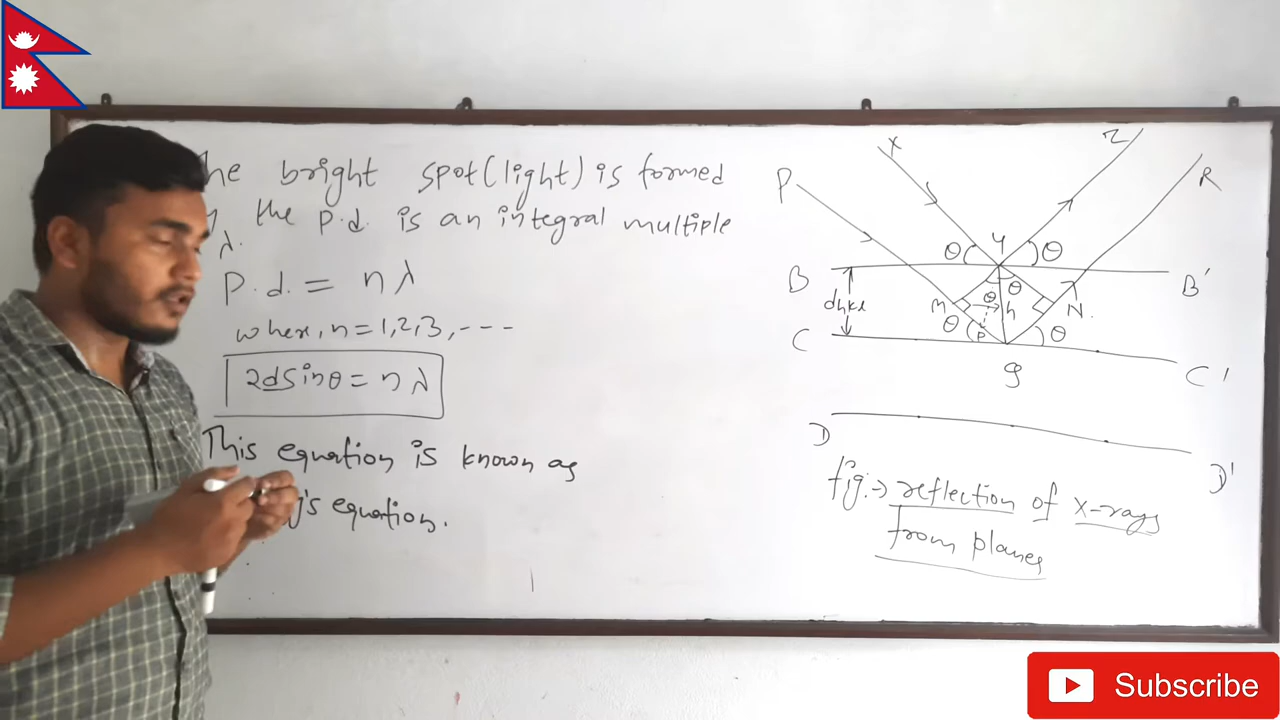 The bright spot (light) is formed
the p.d. is an integral multiple
λ.
P.d. = nλ
where, n = 1,2,3, ---
2dSinθ = nλ
This equation is known as
g's equation.
X
Z
P
R
Y
θ
θ
B
B'
θ
dhkl
M
θ
h
N.
θ
P
θ
C
Q
C'
D
D'
fig:→ reflection of X-rays
from planes
Subscribe